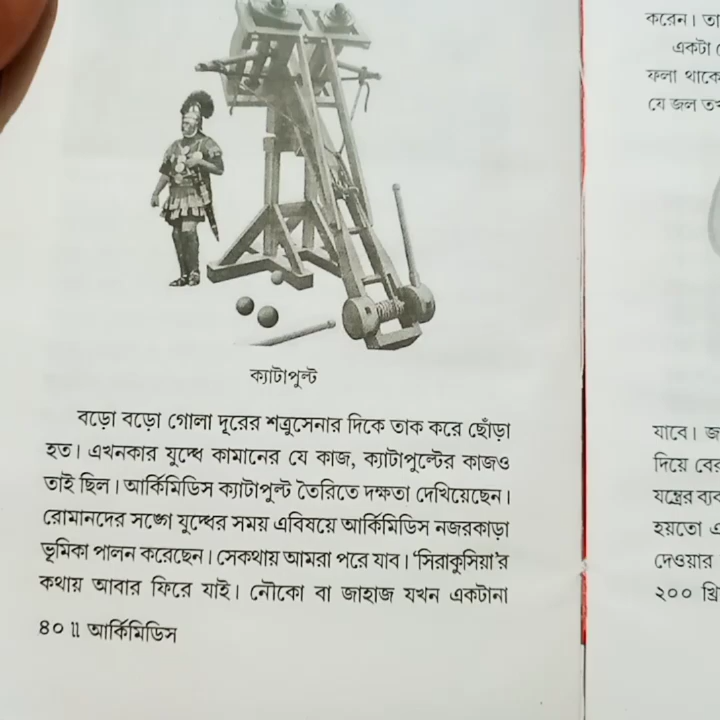 ক্যাটাপুল্ট
বড়ো বড়ো গোলা দূরের শত্রুসেনার দিকে তাক করে ছোঁড়া
হত। এখনকার যুদ্ধে কামানের যে কাজ, ক্যাটাপুল্টের কাজও
তাই ছিল। আর্কিমিডিস ক্যাটাপুল্ট তৈরিতে দক্ষতা দেখিয়েছেন।
রোমানদের সঙ্গে যুদ্ধের সময় এবিষয়ে আর্কিমিডিস নজরকাড়া
ভূমিকা পালন করেছেন। সেকথায় আমরা পরে যাব। ‘সিরাকুসিয়া’র
কথায় আবার ফিরে যাই। নৌকো বা জাহাজ যখন একটানা
৪০ ॥ আর্কিমিডিস
করেন। তা
একটা
ফলা থাকে
যে জল তখ
যাবে। জ
দিয়ে বের
যন্ত্রের ব্যব
হয়তো এ
দেওয়ার
২০০ খ্রি